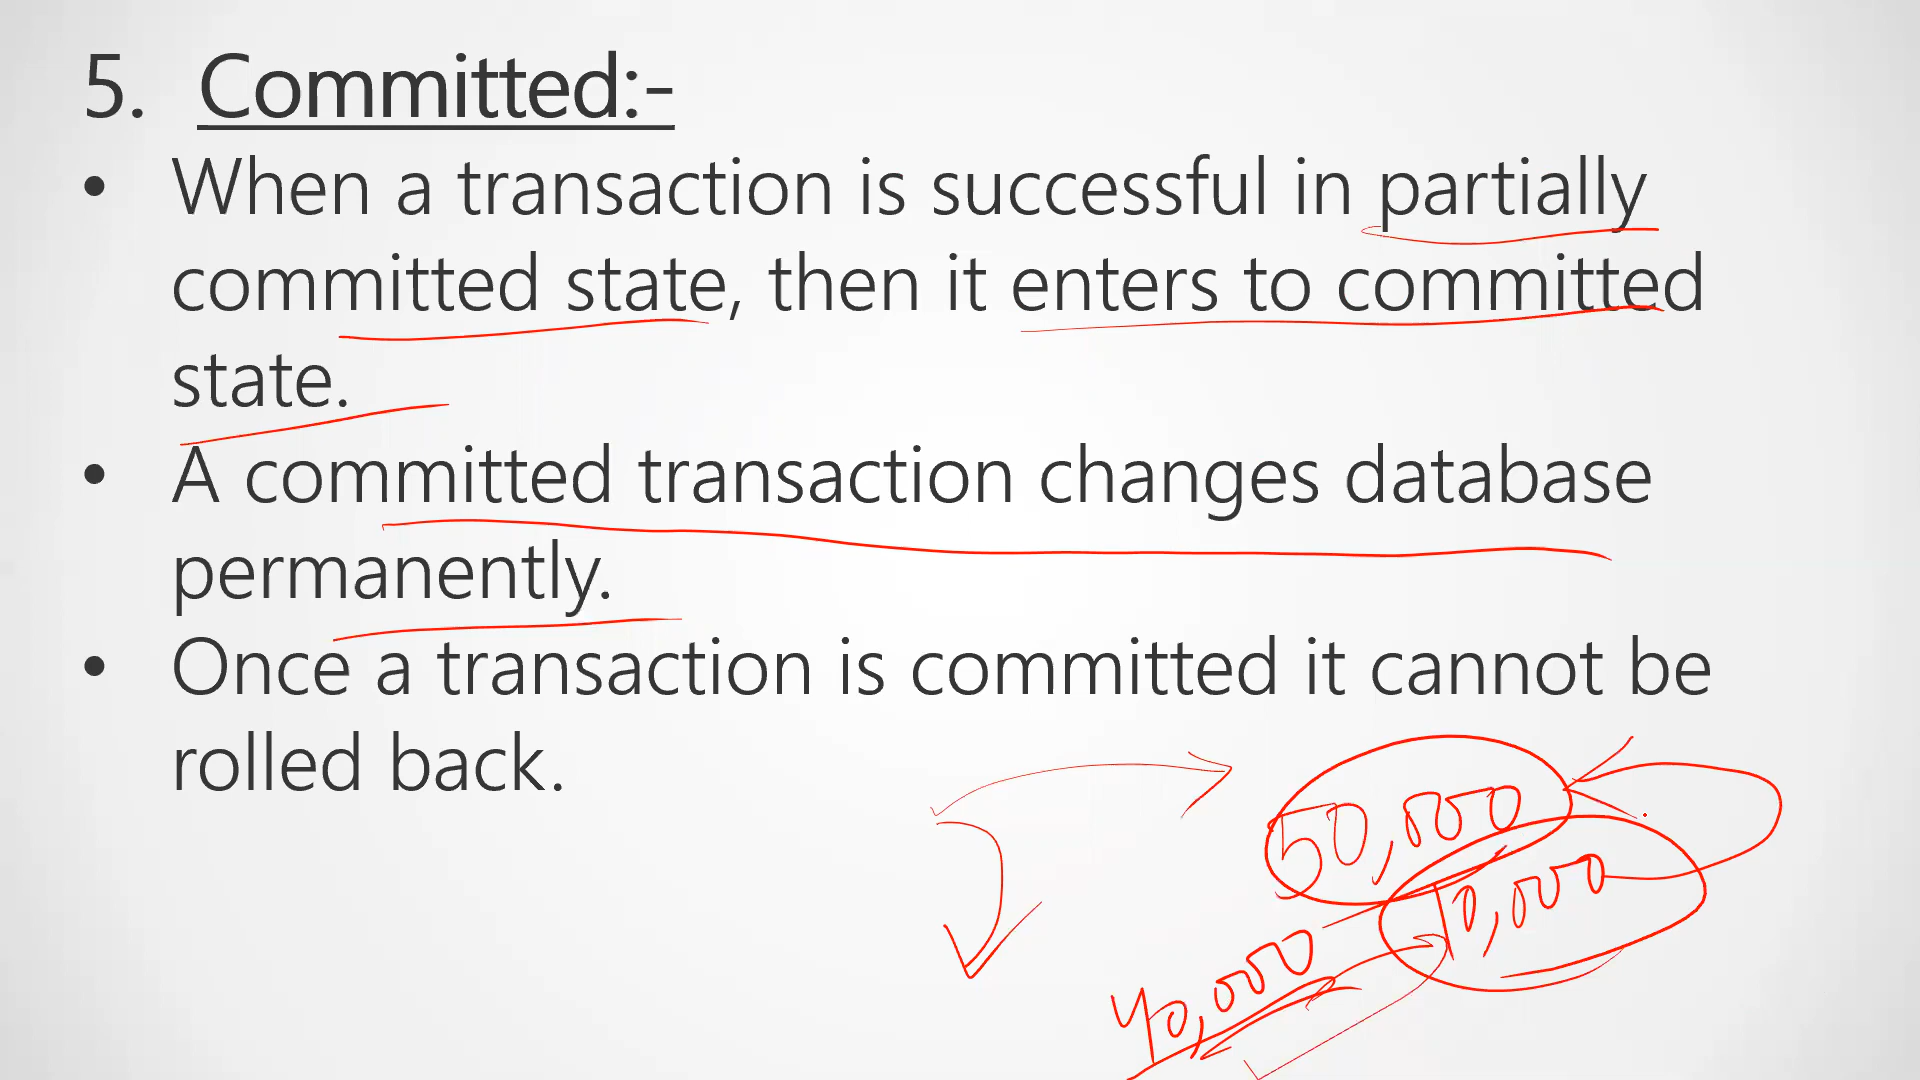 5. Committed:-
• When a transaction is successful in partially
committed state, then it enters to committed
state.
• A committed transaction changes database
permanently.
• Once a transaction is committed it cannot be
rolled back.
50,000
10,000
40,000